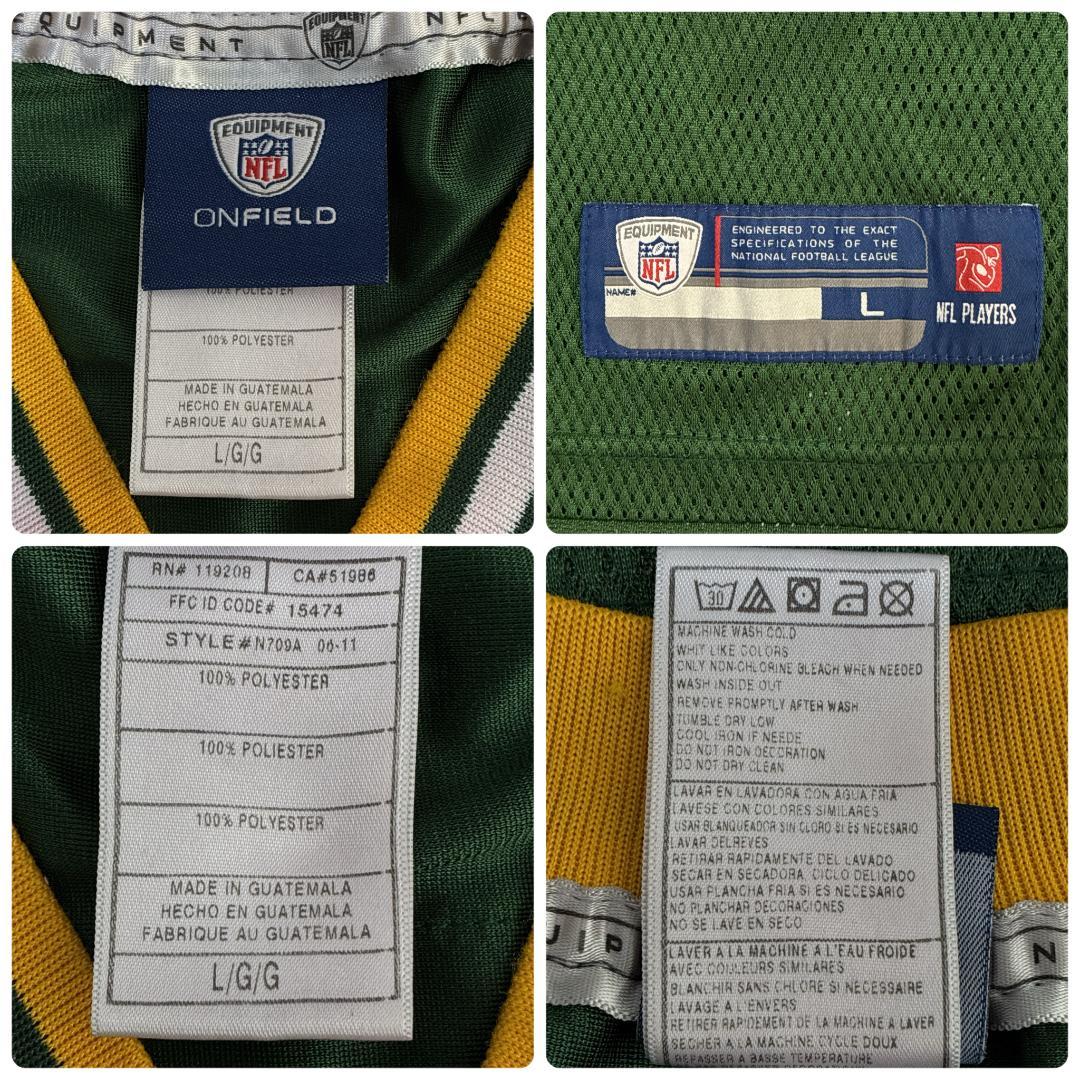 QUIPMENT
EQUIPMENT
NFL
NFL
EQUIPMENT
NFL
ONFIELD
100% POLIESTER
100% POLYESTER
MADE IN GUATEMALA
HECHO EN GUATEMALA
FABRIQUE AU GUATEMALA
L/G/G
EQUIPMENT
NFL
ENGINEERED TO THE EXACT
SPECIFICATIONS OF THE
NATIONAL FOOTBALL LEAGUE
NAME#
L
NFL PLAYERS
RN# 119208 CA#51986
FFC ID CODE# 15474
STYLE#N709A 06-11
100% POLYESTER
100% POLIESTER
100% POLYESTER
MADE IN GUATEMALA
HECHO EN GUATEMALA
FABRIQUE AU GUATEMALA
L/G/G
30
MACHINE WASH COLD
WHIT LIKE COLORS
ONLY NON-CHLORINE BLEACH WHEN NEEDED
WASH INSIDE OUT
REMOVE PROMPTLY AFTER WASH
TUMBLE DRY LOW
COOL IRON IF NEEDE
DO NOT IRON DECORATION
DO NOT DRY CLEAN
LAVAR EN LAVADORA CON AGUA FRIA
LAVESE CON COLORES SIMILARES
USAR BLANQUEADOR SIN CLORO SI ES NECESARIO
LAVAR DELREVES
RETIRAR RAPIDAMENTE DEL LAVADO
SECAR EN SECADORA CICLO DELICADO
USAR PLANCHA FRIA SI ES NECESARIO
NO PLANCHAR DECORACIONES
NO SE LAVE EN SECO
LAVER A LA MACHINE A L'EAU FROIDE
AVEC COULEURS SIMILARES
BLANCHIR SANS CHLORE SI NECESSAIRE
LAVAGE A L'ENVERS
RETIRER RAPIDEMENT DE LA MACHINE A LAVER
SECHER A LA MACHINE CYCLE DOUX
REPASSER A BASSE TEMPERATURE
UIP
N